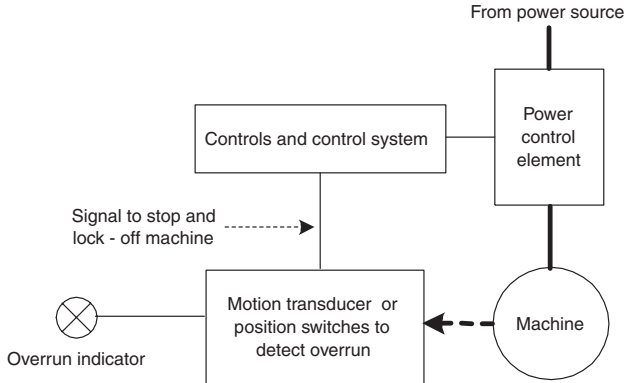 From power source
Power
control
element
Controls and control system
Signal to stop and
lock - off machine
Motion transducer or
position switches to
detect overrun
Machine
Overrun indicator